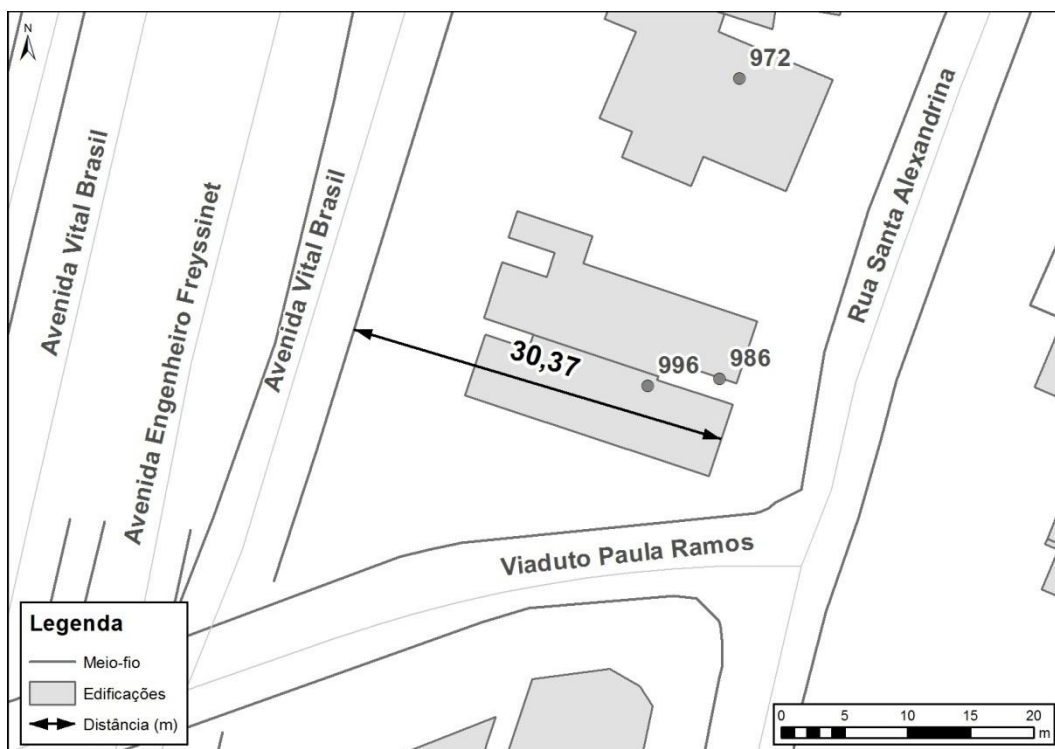 N
972
Avenida Vital Brasil
Avenida Engenheiro Freyssinet
Avenida Vital Brasil
Rua Santa Alexandrina
30,37
996
986
Viaduto Paula Ramos
Legenda
Meio-fio
Edificações
Distância (m)
0 5 10 15 20
m